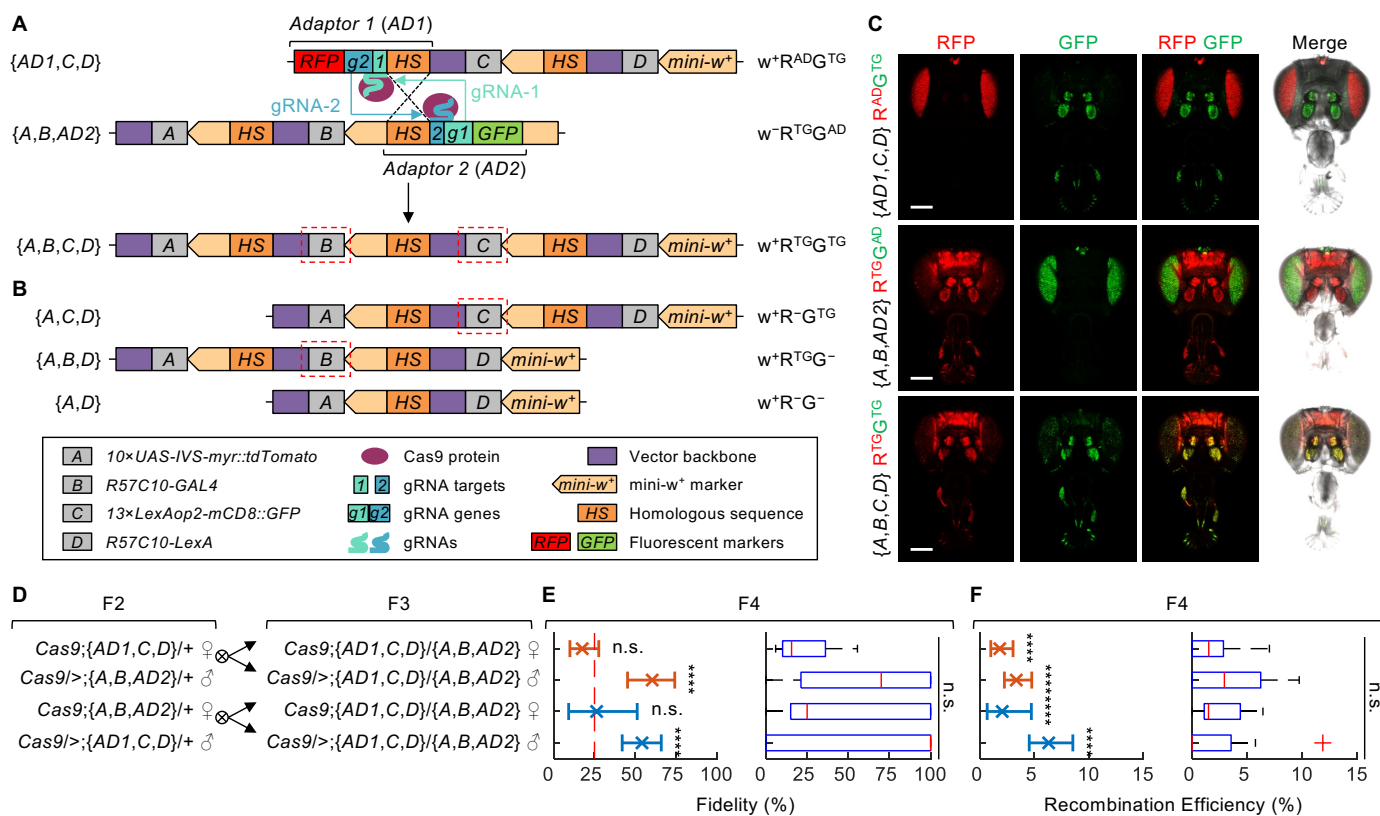 A
Adaptor 1 (AD1)
{AD1,C,D}
RFP g2 1 HS C HS D mini-w⁺
w⁺RᴬᴰGᵀᴳ
gRNA-2
gRNA-1
{A,B,AD2}
A HS B HS 2 g1 GFP
w⁻RᵀᴳGᴬᴰ
Adaptor 2 (AD2)
{A,B,C,D}
A HS B HS C HS D mini-w⁺
w⁺RᵀᴳGᵀᴳ
B
{A,C,D}
A HS C HS D mini-w⁺
w⁺R⁻Gᵀᴳ
{A,B,D}
A HS B HS D mini-w⁺
w⁺RᵀᴳG⁻
{A,D}
A HS D mini-w⁺
w⁺R⁻G⁻
A 10×UAS-IVS-myr::tdTomato
B R57C10-GAL4
C 13×LexAop2-mCD8::GFP
D R57C10-LexA
Cas9 protein
1 2 gRNA targets
g1 g2 gRNA genes
gRNAs
Vector backbone
mini-w⁺ mini-w⁺ marker
HS Homologous sequence
RFP GFP Fluorescent markers
C
RFP
GFP
RFP GFP
Merge
{AD1,C,D} RᴬᴰGᵀᴳ
{A,B,AD2} RᵀᴳGᴬᴰ
{A,B,C,D} RᵀᴳGᵀᴳ
D
F2
F3
Cas9;{AD1,C,D}/+ ♀
Cas9/>;{A,B,AD2}/+ ♂
Cas9;{A,B,AD2}/+ ♀
Cas9/>;{AD1,C,D}/+ ♂
Cas9;{AD1,C,D}/{A,B,AD2} ♀
Cas9/>;{AD1,C,D}/{A,B,AD2} ♂
Cas9;{AD1,C,D}/{A,B,AD2} ♀
Cas9/>;{AD1,C,D}/{A,B,AD2} ♂
E
F4
n.s.
****
n.s.
****
n.s.
0 25 50 75 100
0 25 50 75 100
Fidelity (%)
F
F4
****
****
****
****
n.s.
0 5 10 15
0 5 10 15
Recombination Efficiency (%)